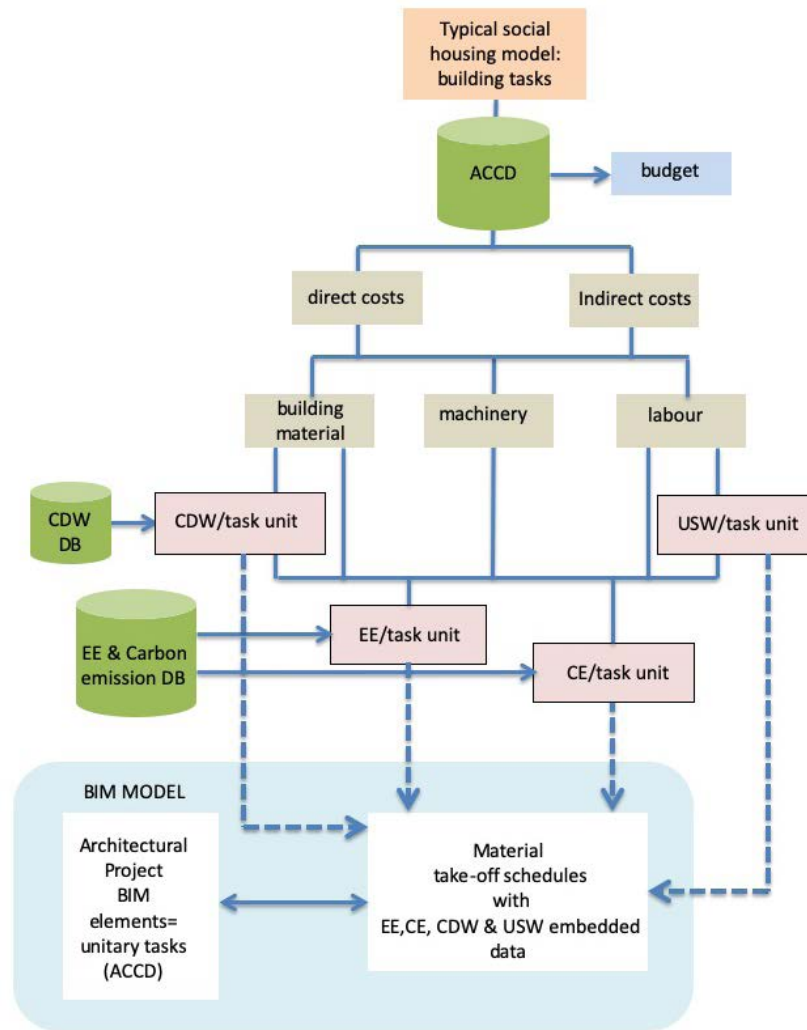 Typical social
housing model:
building tasks
ACCD
budget
direct costs
Indirect costs
building
material
machinery
labour
CDW
DB
CDW/task unit
USW/task unit
EE & Carbon
emission DB
EE/task unit
CE/task unit
BIM MODEL
Architectural
Project
BIM
elements=
unitary tasks
(ACCD)
Material
take-off schedules
with
EE,CE, CDW & USW embedded
data